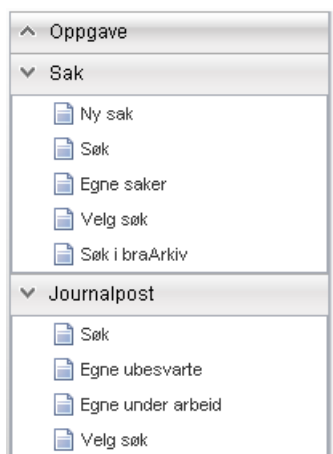 Oppgave
Sak
Ny sak
Søk
Egne saker
Velg søk
Søk i braArkiv
Journalpost
Søk
Egne ubesvarte
Egne under arbeid
Velg søk